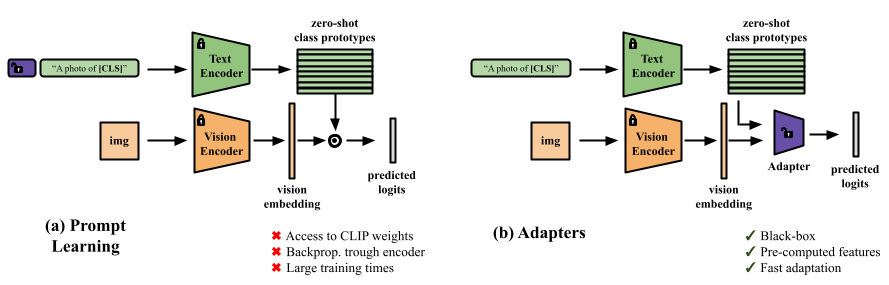 zero-shot
class prototypes
"A photo of [CLS]"
Text
Encoder
img
Vision
Encoder
vision
embedding
predicted
logits
(a) Prompt
Learning
✖ Access to CLIP weights
✖ Backprop. trough encoder
✖ Large training times
zero-shot
class prototypes
"A photo of [CLS]"
Text
Encoder
img
Vision
Encoder
Adapter
vision
embedding
predicted
logits
(b) Adapters
✓ Black-box
✓ Pre-computed features
✓ Fast adaptation